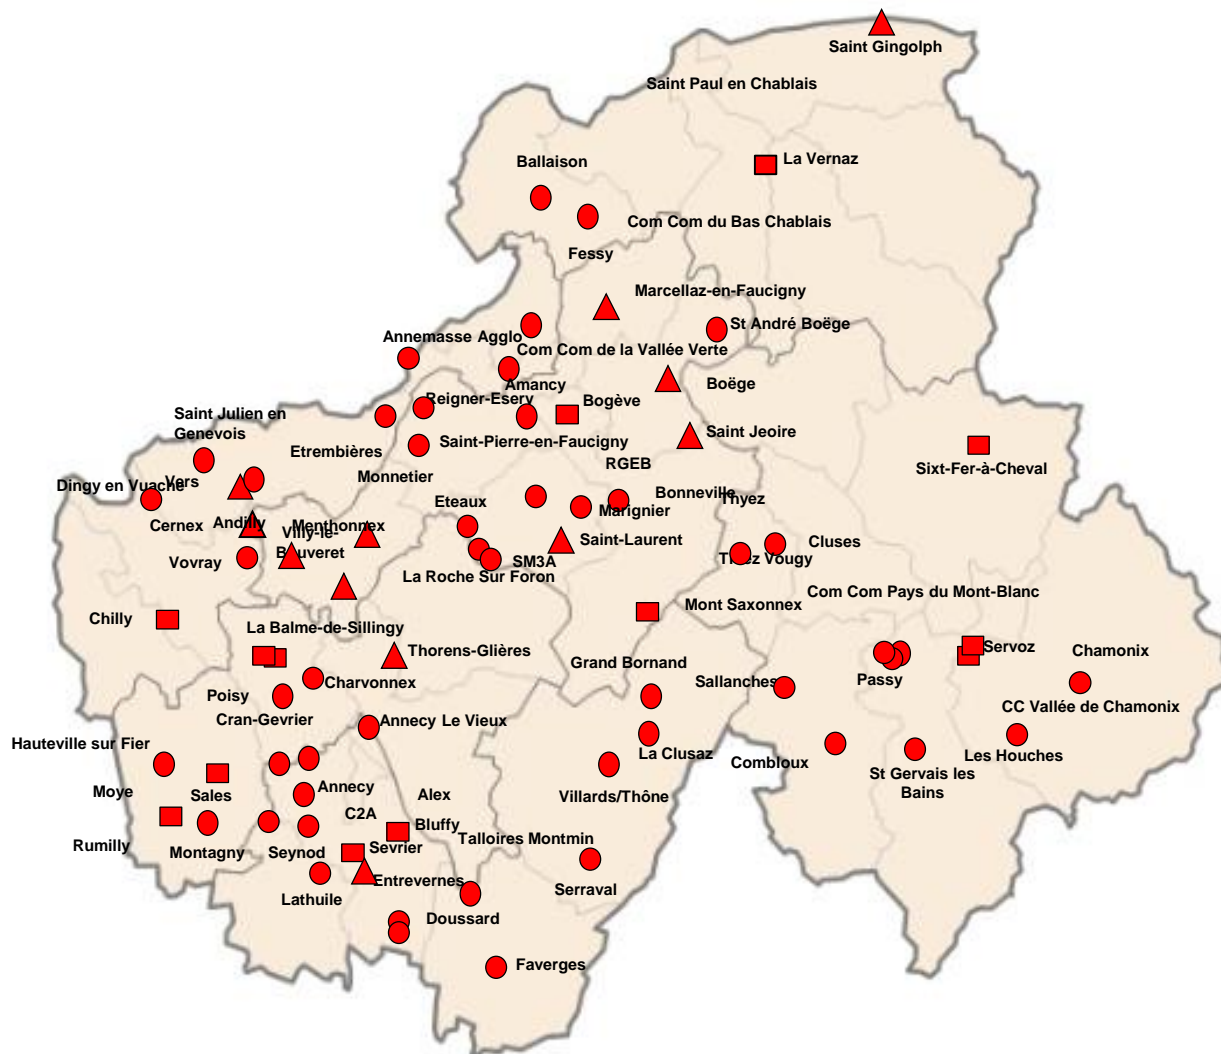 Saint Gingolph
Saint Paul en Chablais
La Vernaz
Ballaison
Com Com du Bas Chablais
Fessy
Marcellaz-en-Faucigny
St André Boëge
Annemasse Agglo
Com Com de la Vallée Verte
Amancy
Boëge
Reigner-Esery
Bogève
Saint Julien en
Genevois
Saint-Pierre-en-Faucigny
Saint Jeoire
Etrembières
RGEB
Sixt-Fer-à-Cheval
Monnetier
Dingy en Vuache
Vers
Eteaux
Bonneville
Thyez
Marignier
Cernex
Andilly
Menthonnex
Villy-le-
Bouveret
Saint-Laurent
Cluses
Vovray
SM3A
Thiez Vougy
La Roche Sur Foron
Com Com Pays du Mont-Blanc
Chilly
Mont Saxonnex
La Balme-de-Sillingy
Thorens-Glières
Servoz
Chamonix
Grand Bornand
Charvonnex
Sallanches
Passy
Poisy
CC Vallée de Chamonix
Cran-Gevrier
Annecy Le Vieux
Hauteville sur Fier
La Clusaz
Combloux
Les Houches
St Gervais les
Bains
Moye
Sales
Annecy
Alex
Villards/Thône
C2A
Bluffy
Rumilly
Montagny
Seynod
Sevrier
Talloires Montmin
Entrevernes
Serraval
Lathuile
Doussard
Faverges